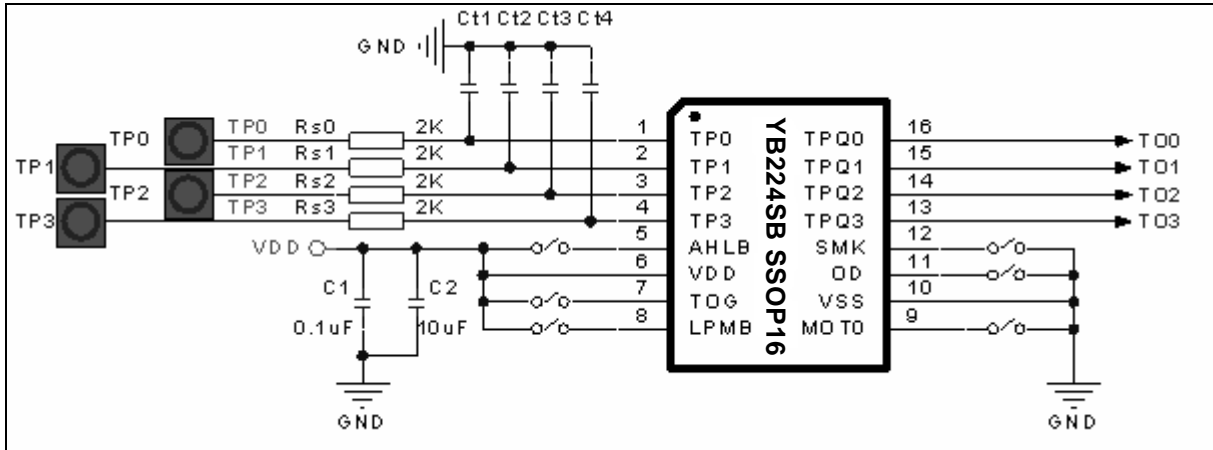 Ct1 Ct2 Ct3 Ct4
GND
TP0 TP0 Rs0 2K 1 TP0 TPQ0 16 TO0
TP1 TP1 Rs1 2K 2 TP1 TPQ1 15 TO1
TP2 TP2 Rs2 2K 3 TP2 TPQ2 14 TO2
TP3 TP3 Rs3 2K 4 TP3 TPQ3 13 TO3
VDD 5 AHLB SMK 12
6 VDD OD 11
C1 C2 7 TOG VSS 10
0.1uF 10uF 8 LPMB MOT0 9
YB224SB SSOP16
GND GND